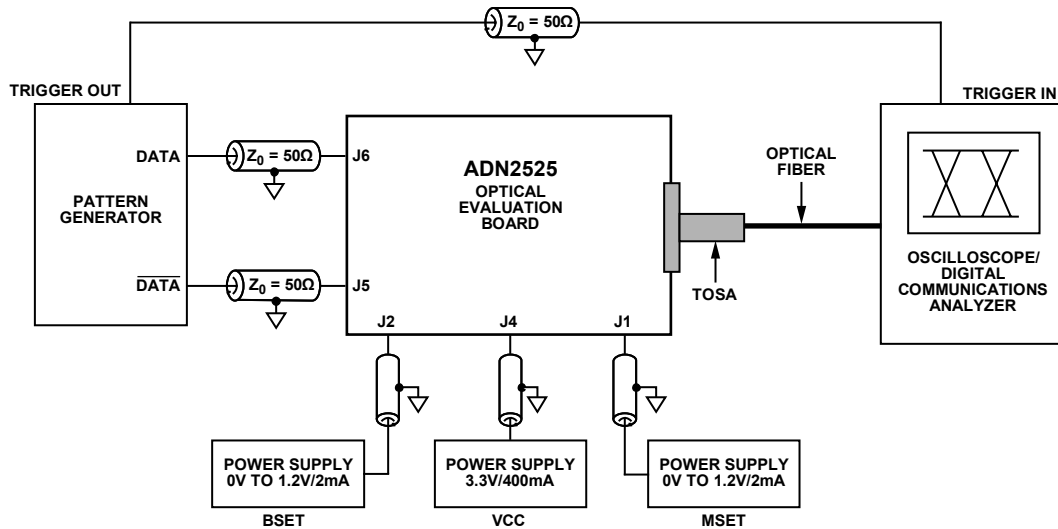 Z0 = 50Ω
TRIGGER OUT
TRIGGER IN
DATA
Z0 = 50Ω
J6
PATTERN
GENERATOR
DATA
Z0 = 50Ω
J5
ADN2525
OPTICAL
EVALUATION
BOARD
J2
J4
J1
TOSA
OPTICAL
FIBER
OSCILLOSCOPE/
DIGITAL
COMMUNICATIONS
ANALYZER
POWER SUPPLY
0V TO 1.2V/2mA
BSET
POWER SUPPLY
3.3V/400mA
VCC
POWER SUPPLY
0V TO 1.2V/2mA
MSET